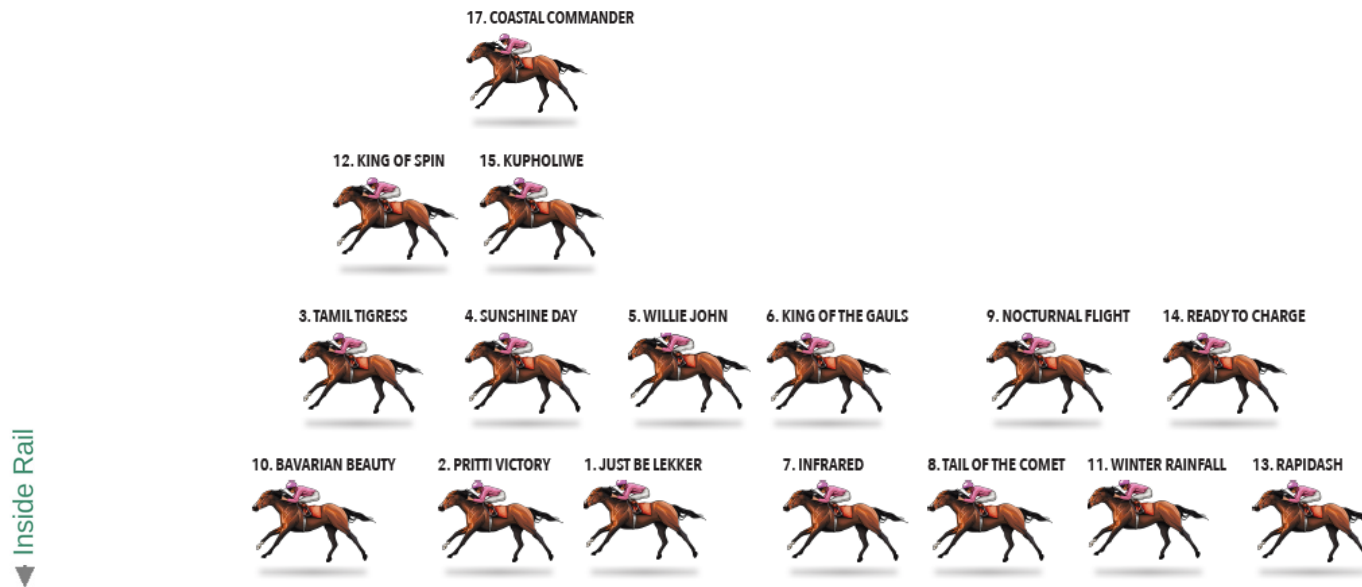 17. COASTAL COMMANDER
12. KING OF SPIN 15. KUPHOLIWE
3. TAMIL TIGRESS 4. SUNSHINE DAY 5. WILLIE JOHN 6. KING OF THE GAULS 9. NOCTURNAL FLIGHT 14. READY TO CHARGE
10. BAVARIAN BEAUTY 2. PRITTI VICTORY 1. JUST BE LEKKER 7. INFRARED 8. TAIL OF THE COMET 11. WINTER RAINFALL 13. RAPIDASH
Inside Rail